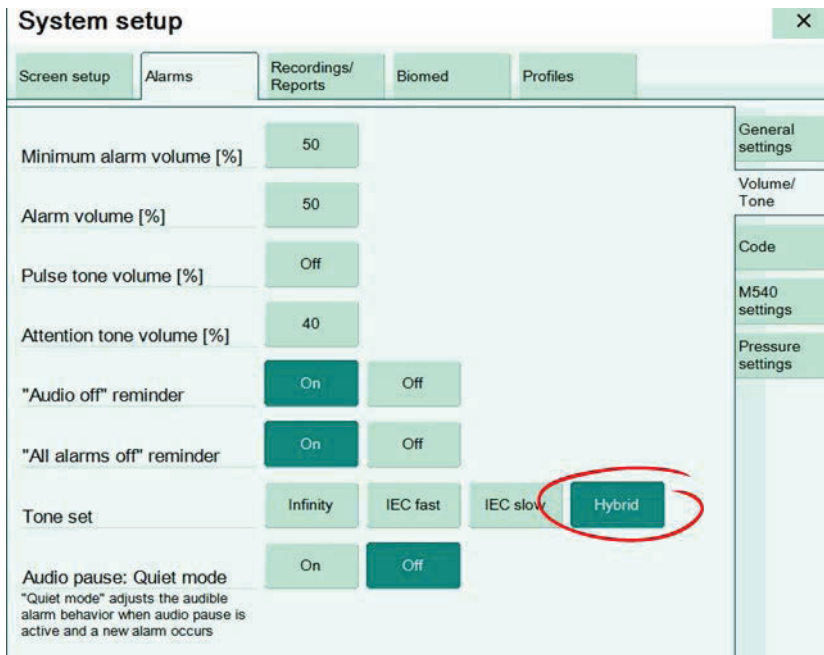 System setup
×
Screen setup
Alarms
Recordings/
Reports
Biomed
Profiles
General
settings
Volume/
Tone
Code
M540
settings
Pressure
settings
Minimum alarm volume [%]
50
Alarm volume [%]
50
Pulse tone volume [%]
Off
Attention tone volume [%]
40
"Audio off" reminder
On
Off
"All alarms off" reminder
On
Off
Tone set
Infinity
IEC fast
IEC slow
Hybrid
Audio pause: Quiet mode
On
Off
"Quiet mode" adjusts the audible
alarm behavior when audio pause is
active and a new alarm occurs